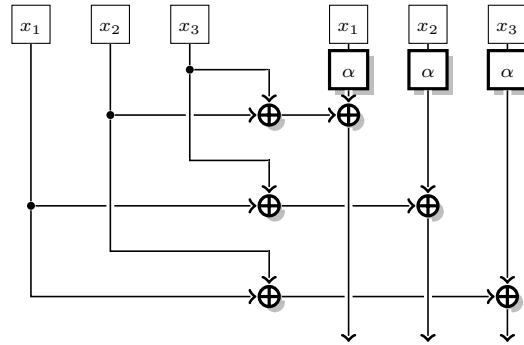 x₁ x₂ x₃ x₁ x₂ x₃
α α α